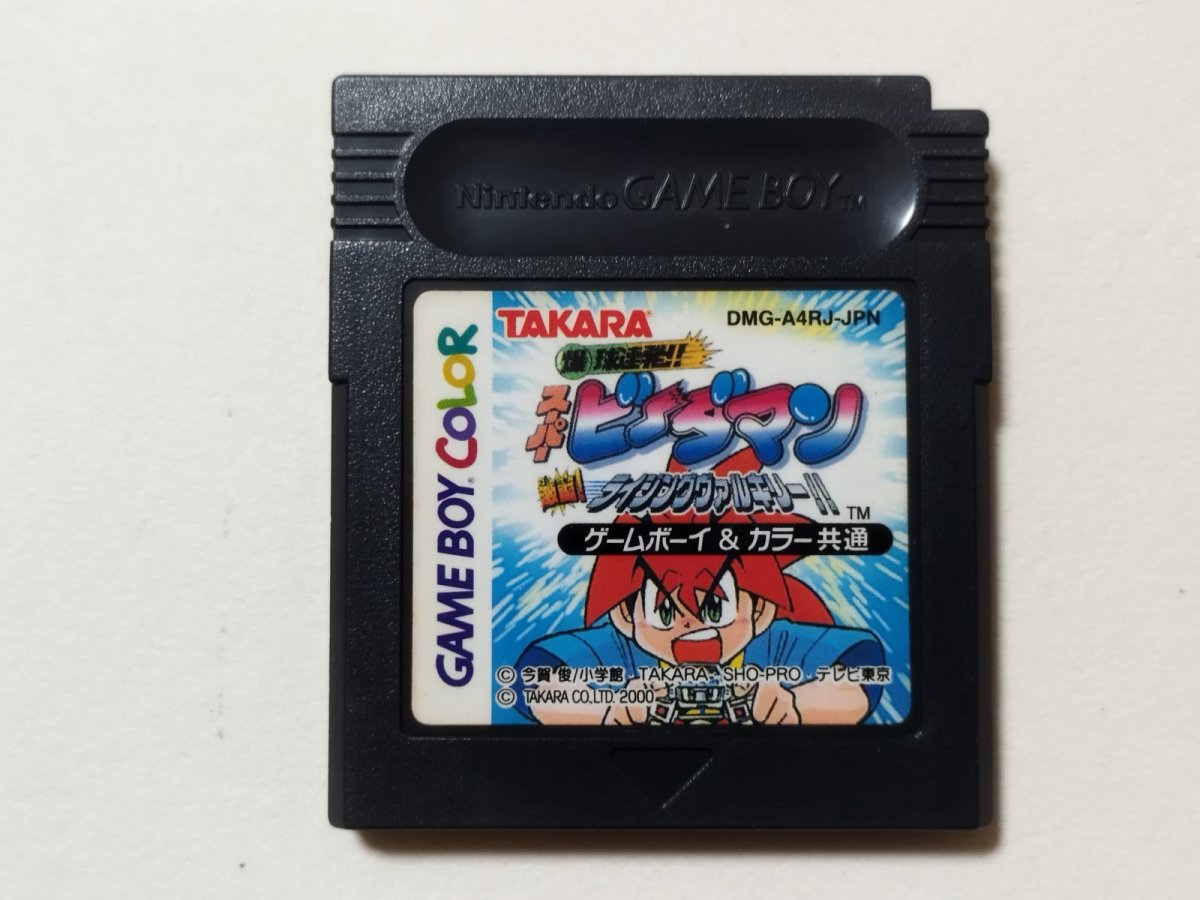 Nintendo GAME BOY™
GAME BOY COLOR
TAKARA
DMG-A4RJ-JPN
爆球連発!!
スーパー
ビーダマン
撃断!
ライジングヴァルキリー!!
™
ゲームボーイ & カラー 共通
© 今賀 俊/小学館・TAKARA・SHO-PRO・テレビ東京
© TAKARA CO.,LTD. 2000